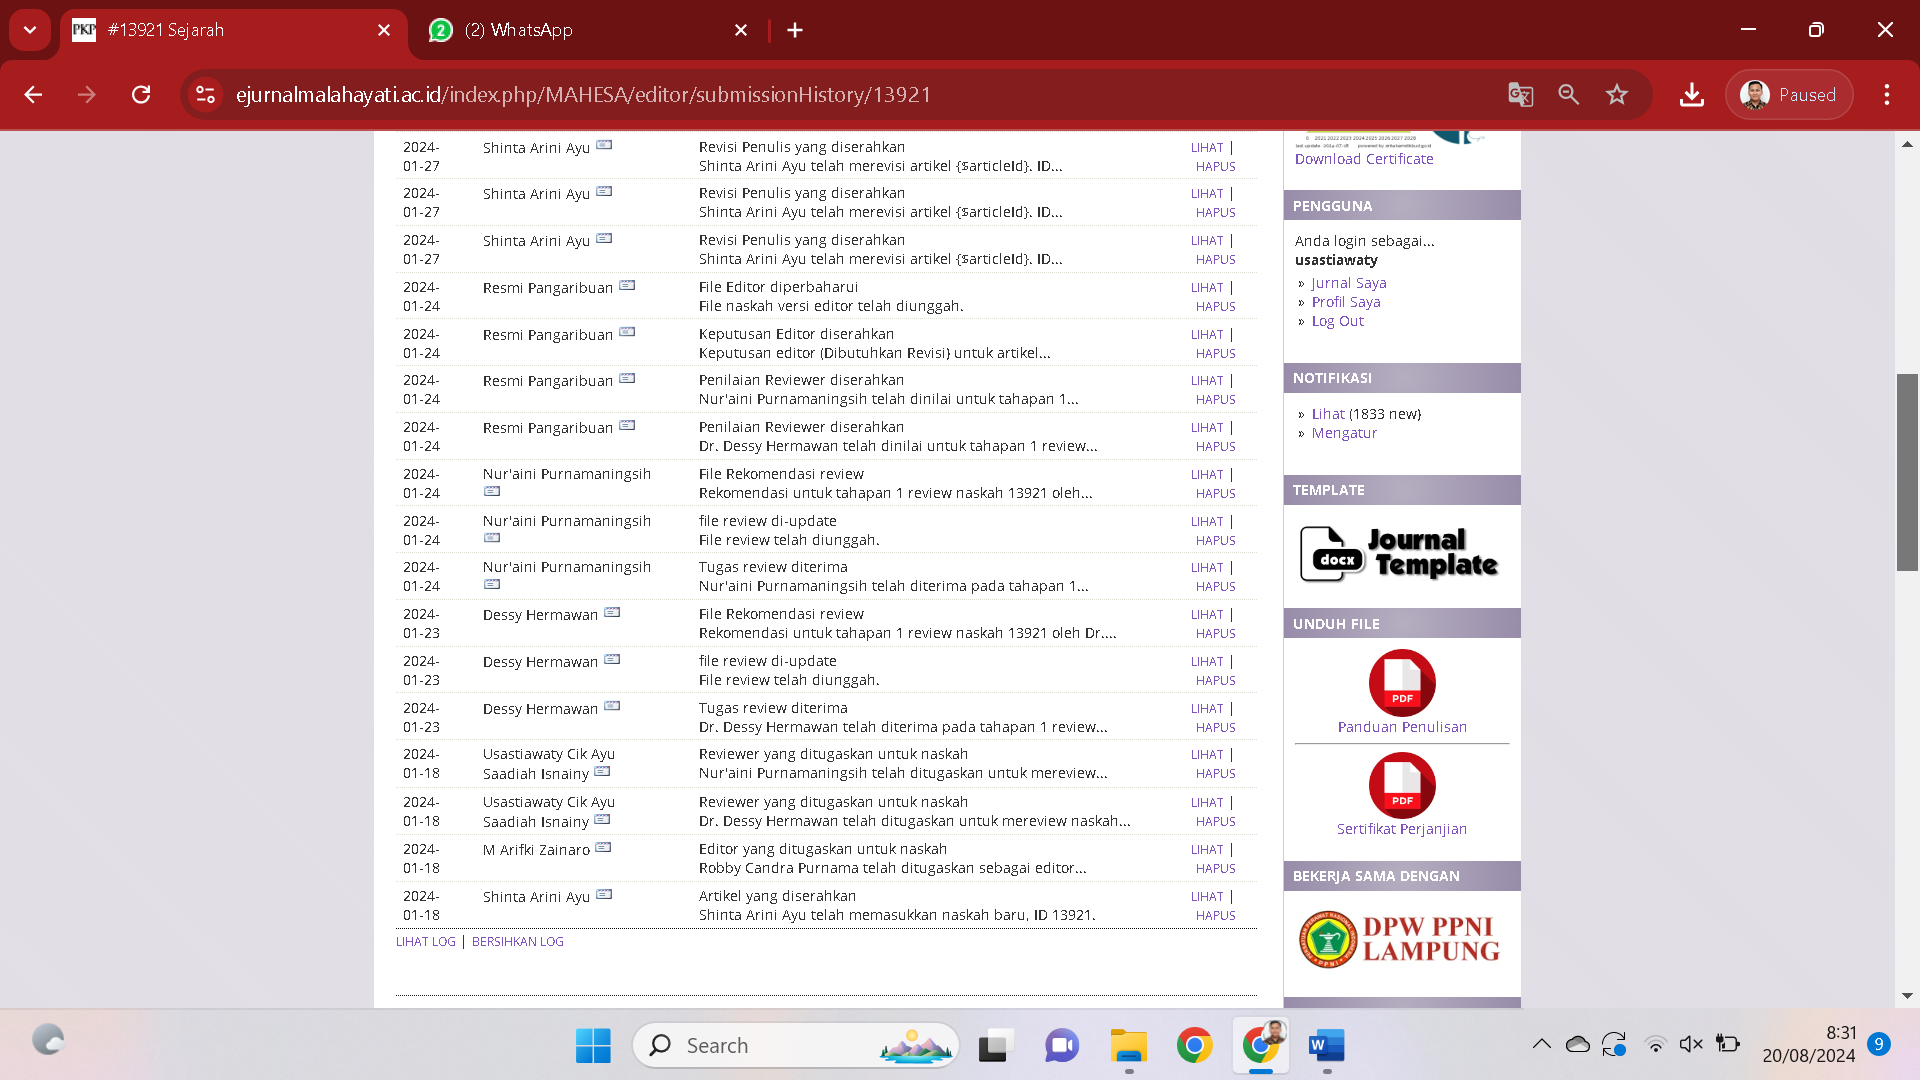 #13921 Sejarah
(2) WhatsApp
ejurnalmalahayati.ac.id/index.php/MAHESA/editor/submissionHistory/13921
Paused
2024-
01-27
Shinta Arini Ayu
Revisi Penulis yang diserahkan
Shinta Arini Ayu telah merevisi artikel {$articleId}. ID...
LIHAT |
HAPUS
2024-
01-27
Shinta Arini Ayu
Revisi Penulis yang diserahkan
Shinta Arini Ayu telah merevisi artikel {$articleId}. ID...
LIHAT |
HAPUS
2024-
01-27
Shinta Arini Ayu
Revisi Penulis yang diserahkan
Shinta Arini Ayu telah merevisi artikel {$articleId}. ID...
LIHAT |
HAPUS
2024-
01-24
Resmi Pangaribuan
File Editor diperbaharui
File naskah versi editor telah diunggah.
LIHAT |
HAPUS
2024-
01-24
Resmi Pangaribuan
Keputusan Editor diserahkan
Keputusan editor (Dibutuhkan Revisi) untuk artikel...
LIHAT |
HAPUS
2024-
01-24
Resmi Pangaribuan
Penilaian Reviewer diserahkan
Nur'aini Purnamaningsih telah dinilai untuk tahapan 1...
LIHAT |
HAPUS
2024-
01-24
Resmi Pangaribuan
Penilaian Reviewer diserahkan
Dr. Dessy Hermawan telah dinilai untuk tahapan 1 review...
LIHAT |
HAPUS
2024-
01-24
Nur'aini Purnamaningsih
File Rekomendasi review
Rekomendasi untuk tahapan 1 review naskah 13921 oleh...
LIHAT |
HAPUS
2024-
01-24
Nur'aini Purnamaningsih
file review di-update
File review telah diunggah.
LIHAT |
HAPUS
2024-
01-24
Nur'aini Purnamaningsih
Tugas review diterima
Nur'aini Purnamaningsih telah diterima pada tahapan 1...
LIHAT |
HAPUS
2024-
01-23
Dessy Hermawan
File Rekomendasi review
Rekomendasi untuk tahapan 1 review naskah 13921 oleh Dr....
LIHAT |
HAPUS
2024-
01-23
Dessy Hermawan
file review di-update
File review telah diunggah.
LIHAT |
HAPUS
2024-
01-23
Dessy Hermawan
Tugas review diterima
Dr. Dessy Hermawan telah diterima pada tahapan 1 review...
LIHAT |
HAPUS
2024-
01-18
Usastiawaty Cik Ayu
Saadiah Isnainy
Reviewer yang ditugaskan untuk naskah
Nur'aini Purnamaningsih telah ditugaskan untuk mereview...
LIHAT |
HAPUS
2024-
01-18
Usastiawaty Cik Ayu
Saadiah Isnainy
Reviewer yang ditugaskan untuk naskah
Dr. Dessy Hermawan telah ditugaskan untuk mereview naskah...
LIHAT |
HAPUS
2024-
01-18
M Arifki Zainaro
Editor yang ditugaskan untuk naskah
Robby Candra Purnama telah ditugaskan sebagai editor...
LIHAT |
HAPUS
2024-
01-18
Shinta Arini Ayu
Artikel yang diserahkan
Shinta Arini Ayu telah memasukkan naskah baru, ID 13921.
LIHAT |
HAPUS
LIHAT LOG | BERSIHKAN LOG
Download Certificate
PENGGUNA
Anda login sebagai...
usastiawaty
» Jurnal Saya
» Profil Saya
» Log Out
NOTIFIKASI
» Lihat (1833 new)
» Mengatur
TEMPLATE
docx
Journal
Template
UNDUH FILE
PDF
Panduan Penulisan
PDF
Sertifikat Perjanjian
BEKERJA SAMA DENGAN
DPW PPNI
LAMPUNG
Search
8:31
20/08/2024
9